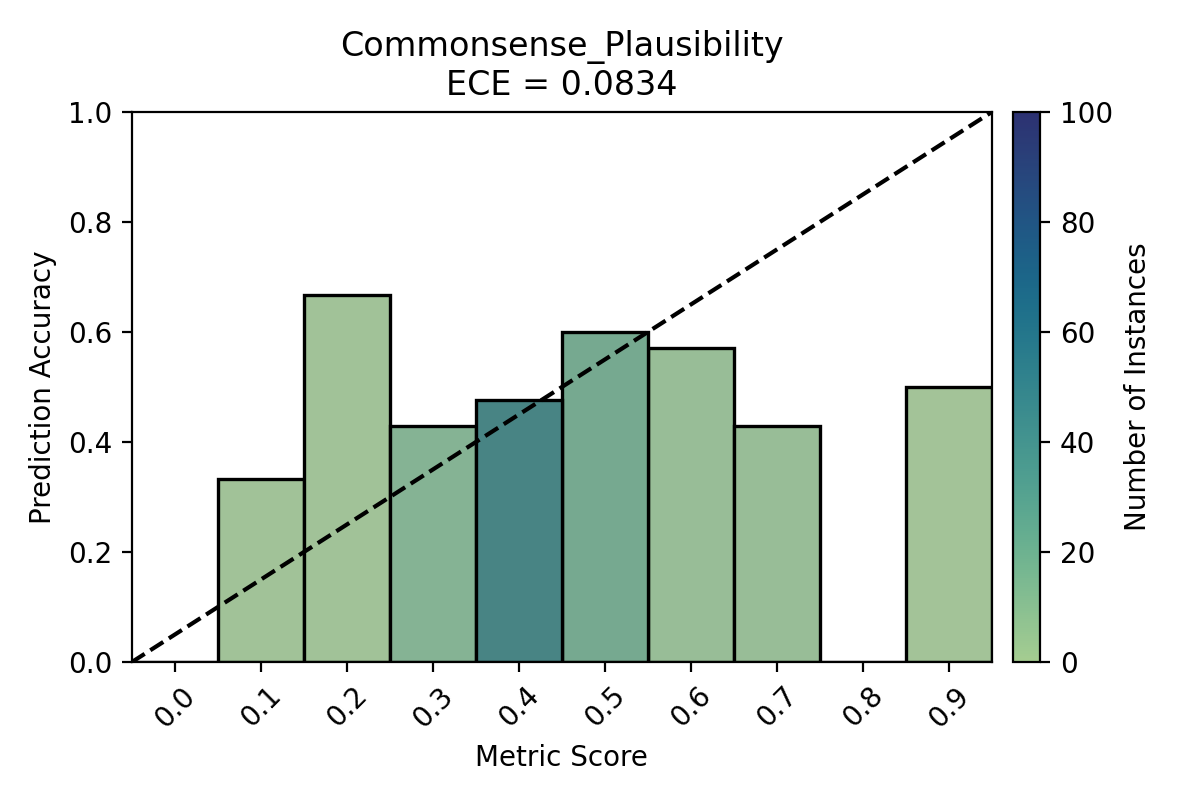 Commonsense_Plausibility
ECE = 0.0834
1.0
0.8
0.6
0.4
0.2
0.0
Prediction Accuracy
0.0 0.1 0.2 0.3 0.4 0.5 0.6 0.7 0.8 0.9
Metric Score
100
80
60
40
20
0
Number of Instances